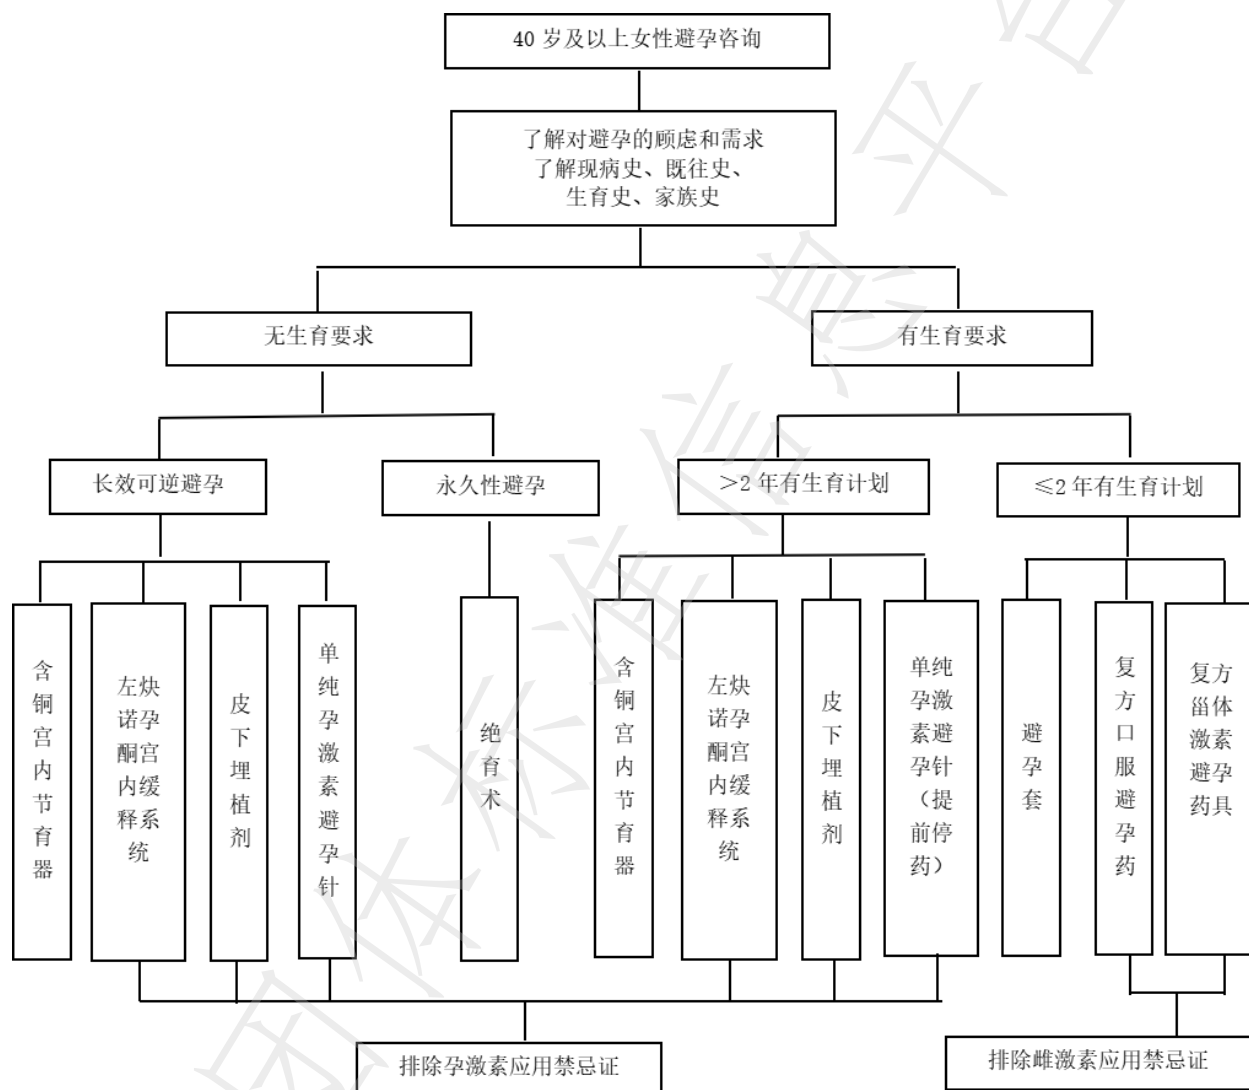 40 岁及以上女性避孕咨询
了解对避孕的顾虑和需求
了解现病史、既往史、
生育史、家族史
无生育要求
有生育要求
长效可逆避孕
永久性避孕
>2 年有生育计划
≤2 年有生育计划
含铜宫内节育器
左炔
诺孕
酮宫
内缓
释系
统
皮下埋植剂
单纯孕激素避孕针
绝育术
含铜宫内节育器
左炔
诺孕
酮宫
内缓
释系
统
皮下埋植剂
单纯
孕激
素避
孕针
（提
前停
药）
避孕套
复方口服避孕药
复方
甾体
激素
避孕
药具
排除孕激素应用禁忌证
排除雌激素应用禁忌证
团体标准信息平台